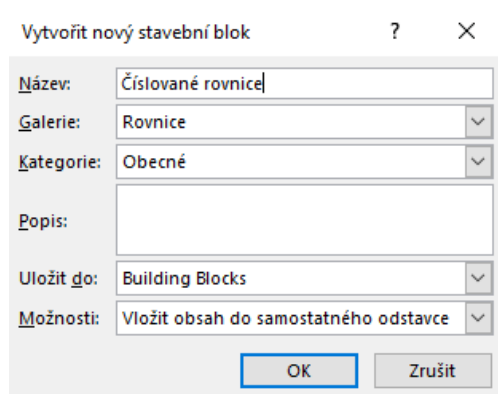 Vytvořit nový stavební blok ? ×
Název: Číslované rovnice
Galerie: Rovnice
Kategorie: Obecné
Popis:
Uložit do: Building Blocks
Možnosti: Vložit obsah do samostatného odstavce
OK Zrušit